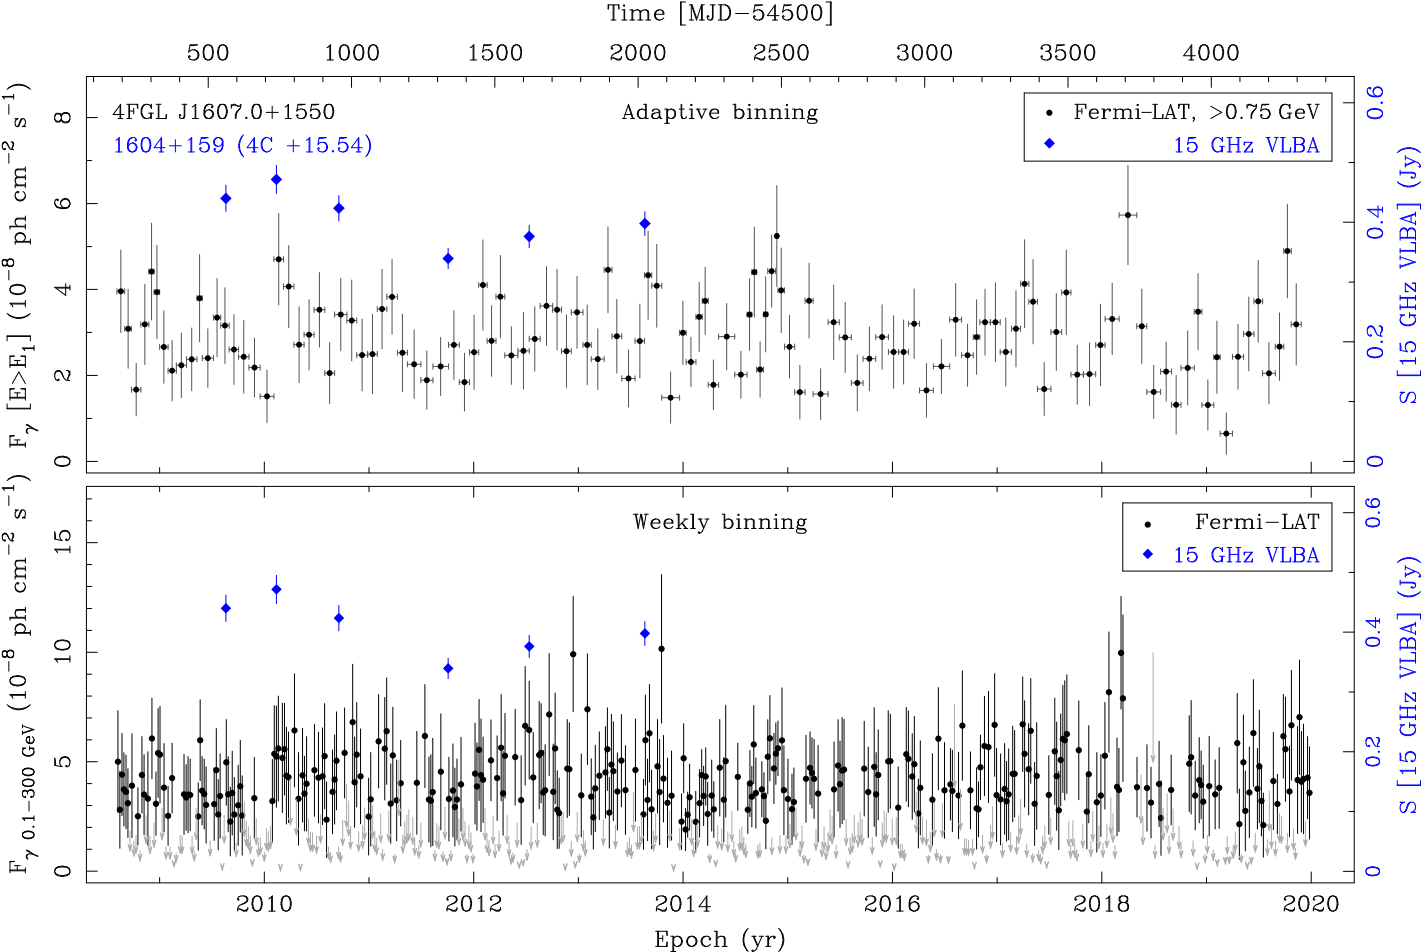 Time [MJD−54500]
500 1000 1500 2000 2500 3000 3500 4000
4FGL J1607.0+1550
1604+159 (4C +15.54)
Adaptive binning
Fermi−LAT, >0.75 GeV
15 GHz VLBA
F_γ [E>E_1] (10^−8 ph cm^−2 s^−1)
8
6
4
2
0
S [15 GHz VLBA] (Jy)
0.6
0.4
0.2
0
Weekly binning
Fermi−LAT
15 GHz VLBA
F_γ 0.1−300 GeV (10^−8 ph cm^−2 s^−1)
15
10
5
0
S [15 GHz VLBA] (Jy)
0.6
0.4
0.2
0
2010 2012 2014 2016 2018 2020
Epoch (yr)